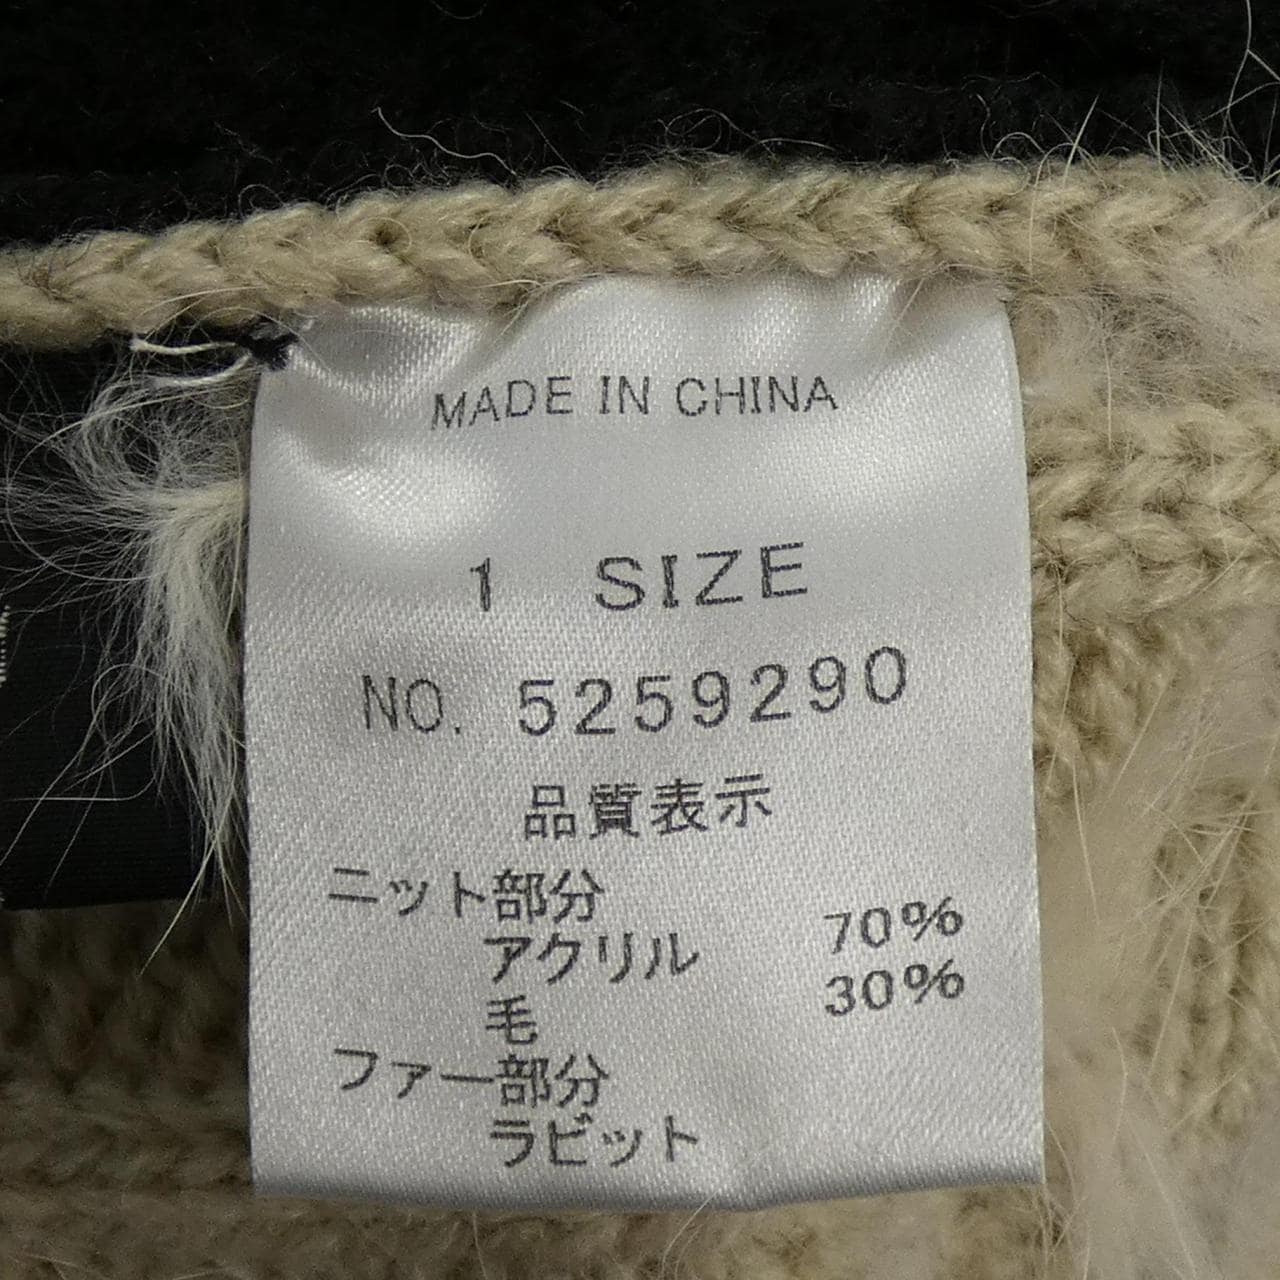 MADE IN CHINA
1 SIZE
NO. 5259290
品質表示
ニット部分
アクリル 70%
毛 30%
ファー部分
ラビット